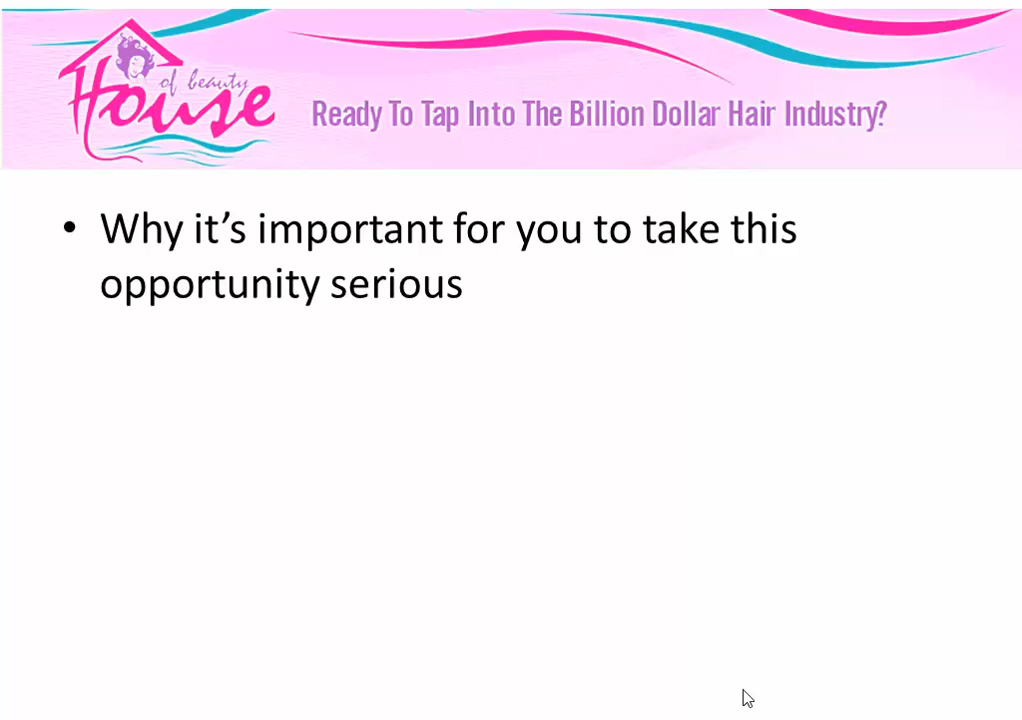 House of beauty
Ready To Tap Into The Billion Dollar Hair Industry?
• Why it’s important for you to take this
opportunity serious